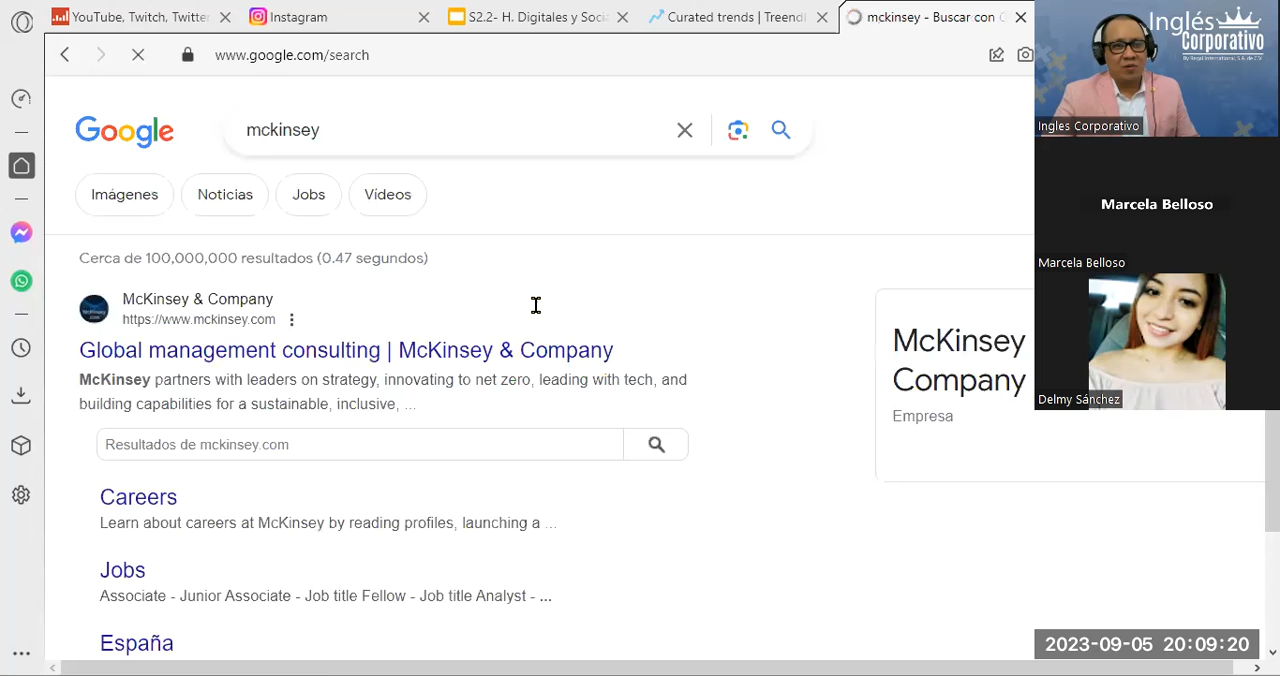 YouTube, Twitch, Twitter
Instagram
S2.2- H. Digitales y Soci
Curated trends | Treend
mckinsey - Buscar con
www.google.com/search
Google
mckinsey
Imágenes
Noticias
Jobs
Vídeos
Cerca de 100,000,000 resultados (0.47 segundos)
McKinsey & Company
https://www.mckinsey.com
Global management consulting | McKinsey & Company
McKinsey partners with leaders on strategy, innovating to net zero, leading with tech, and
building capabilities for a sustainable, inclusive, ...
Resultados de mckinsey.com
Careers
Learn about careers at McKinsey by reading profiles, launching a ...
Jobs
Associate - Junior Associate - Job title Fellow - Job title Analyst - ...
España
McKinsey
Company
Empresa
Inglés
Corporativo
By Regal International, S.A. de C.V.
Ingles Corporativo
Marcela Belloso
Marcela Belloso
Delmy Sánchez
2023-09-05 20:09:20